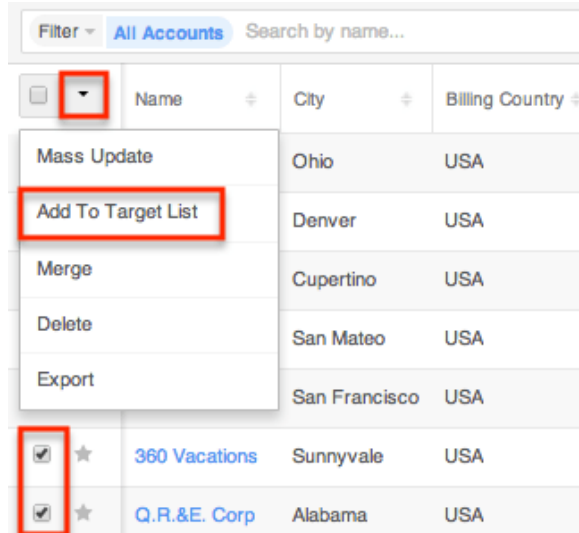 Filter All Accounts Search by name...
Name City Billing Country
Mass Update
Ohio USA
Add To Target List
Denver USA
Merge
Cupertino USA
Delete
San Mateo USA
Export
San Francisco USA
360 Vacations Sunnyvale USA
Q.R.&E. Corp Alabama USA